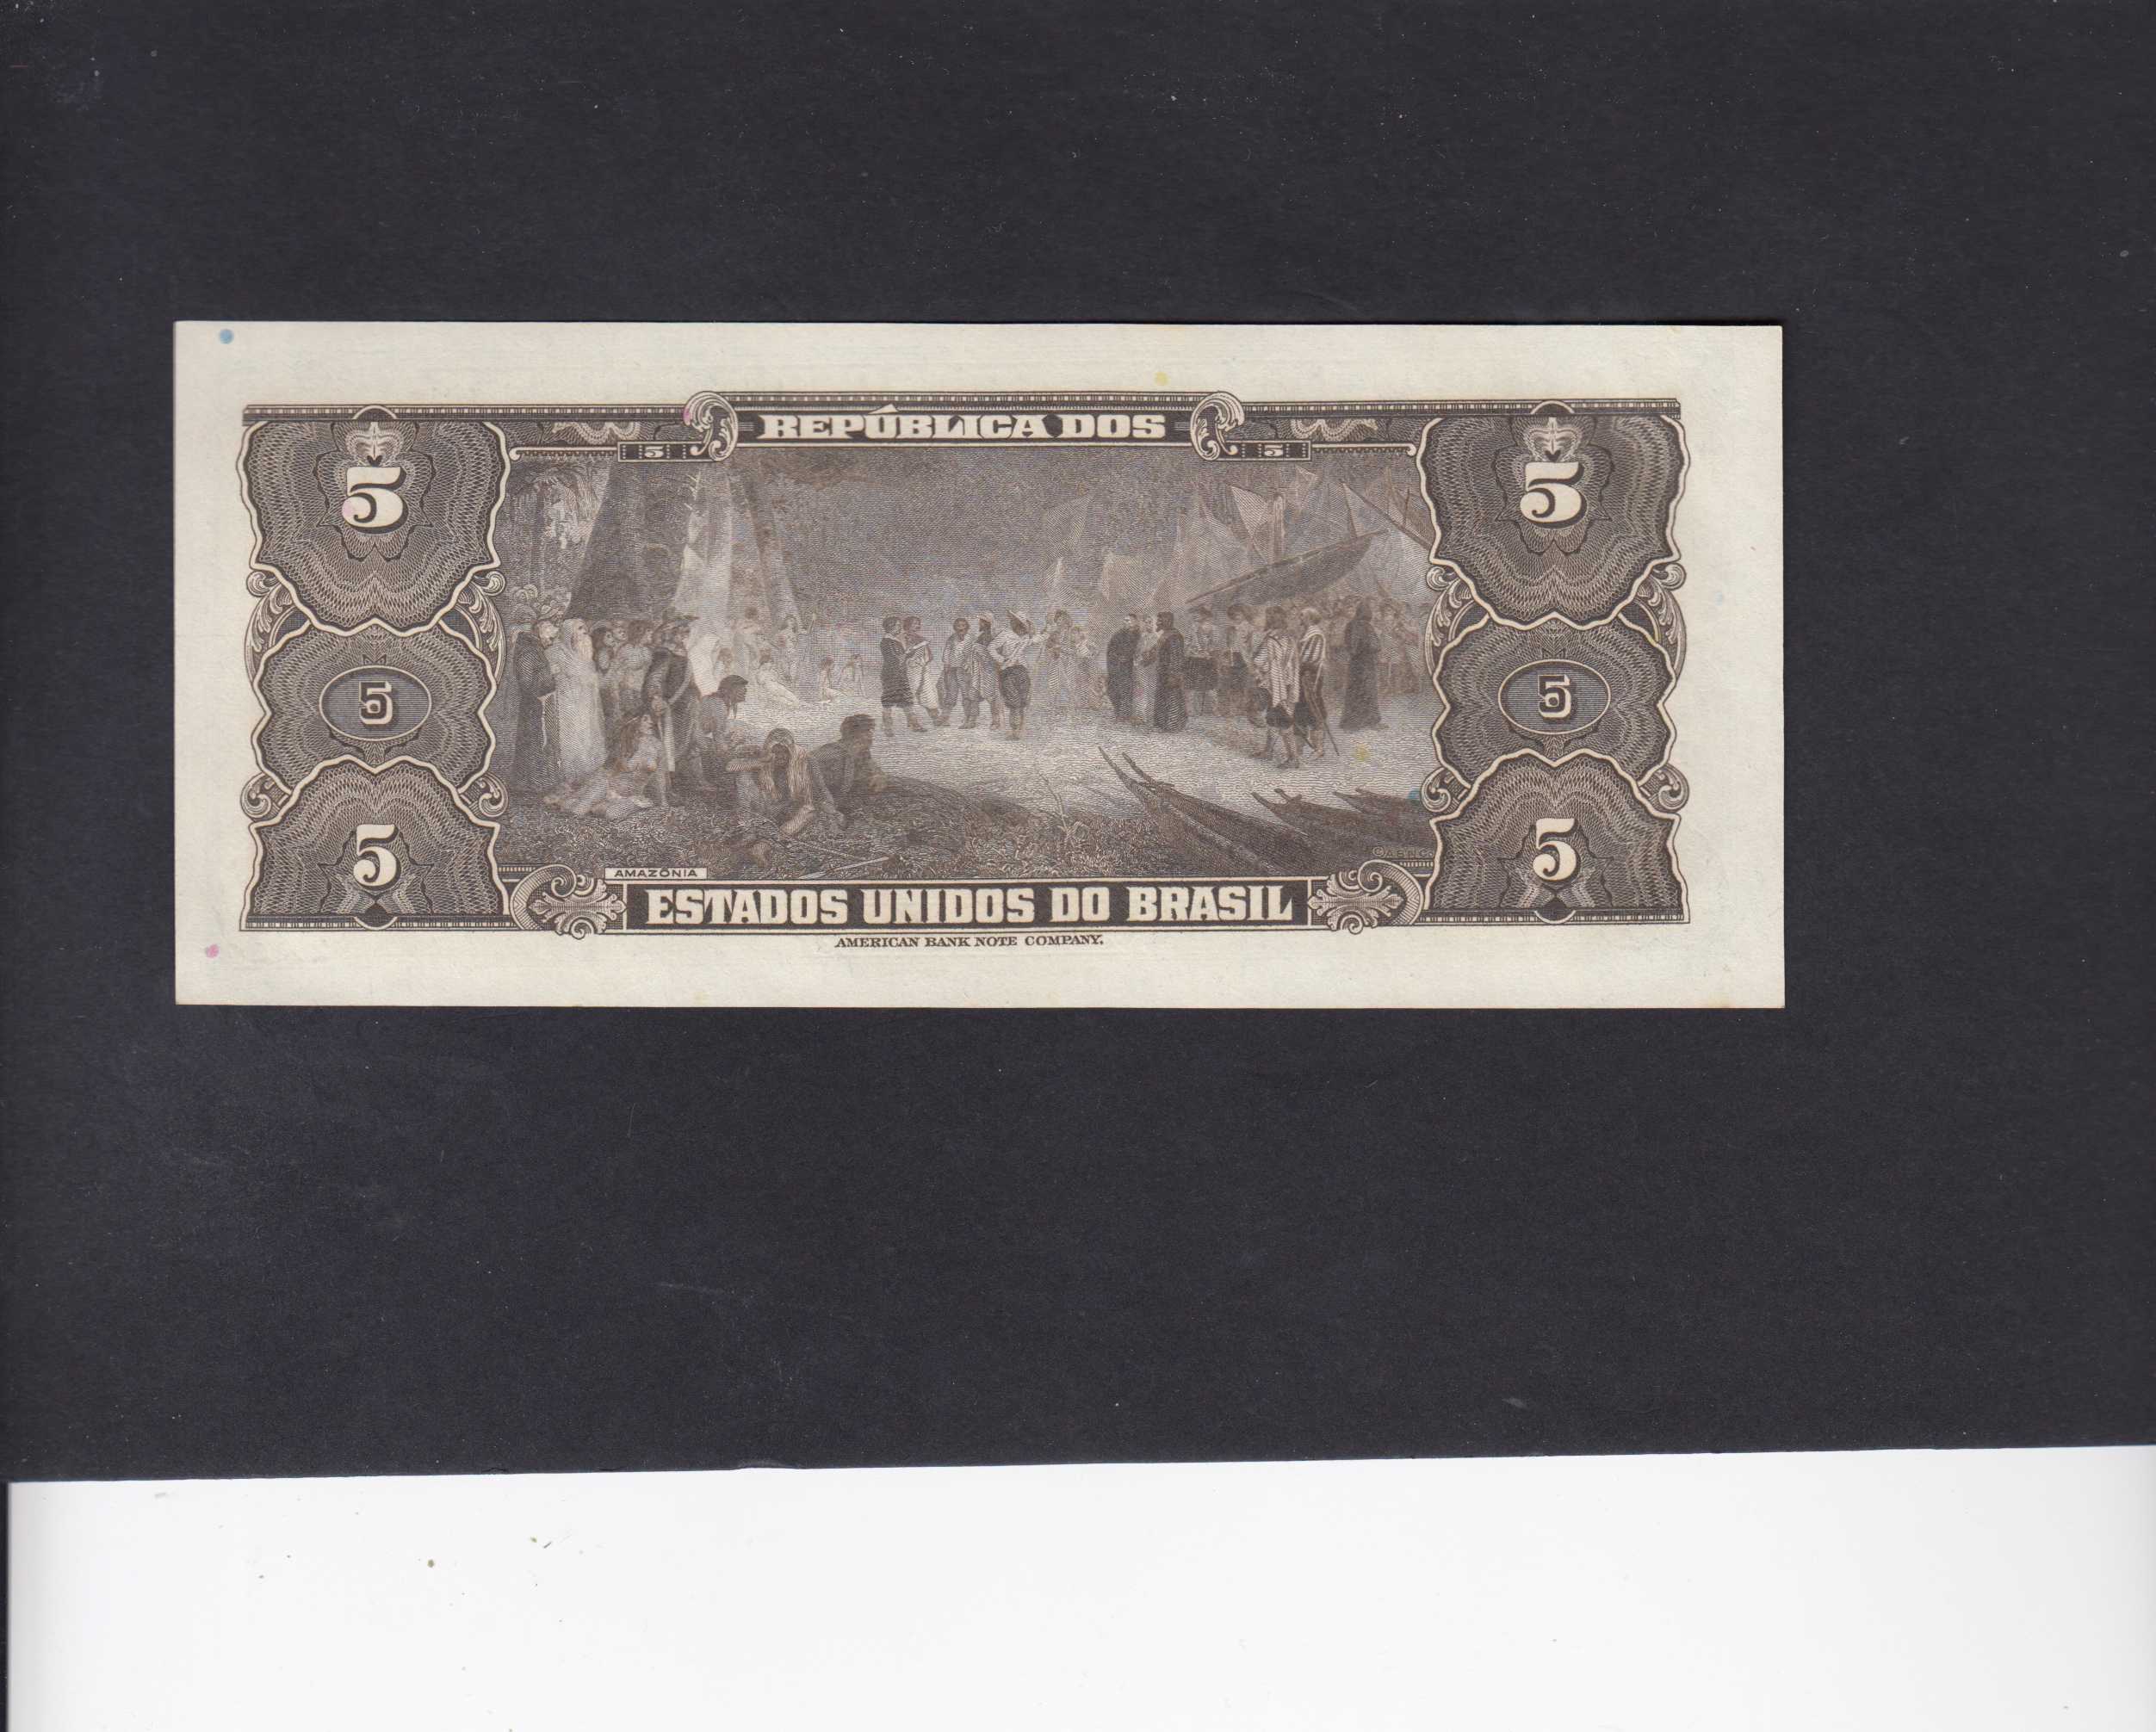 REPÚBLICA DOS
5 5
5 5
5 5
5 5
AMAZÔNIA
ESTADOS UNIDOS DO BRASIL
AMERICAN BANK NOTE COMPANY.